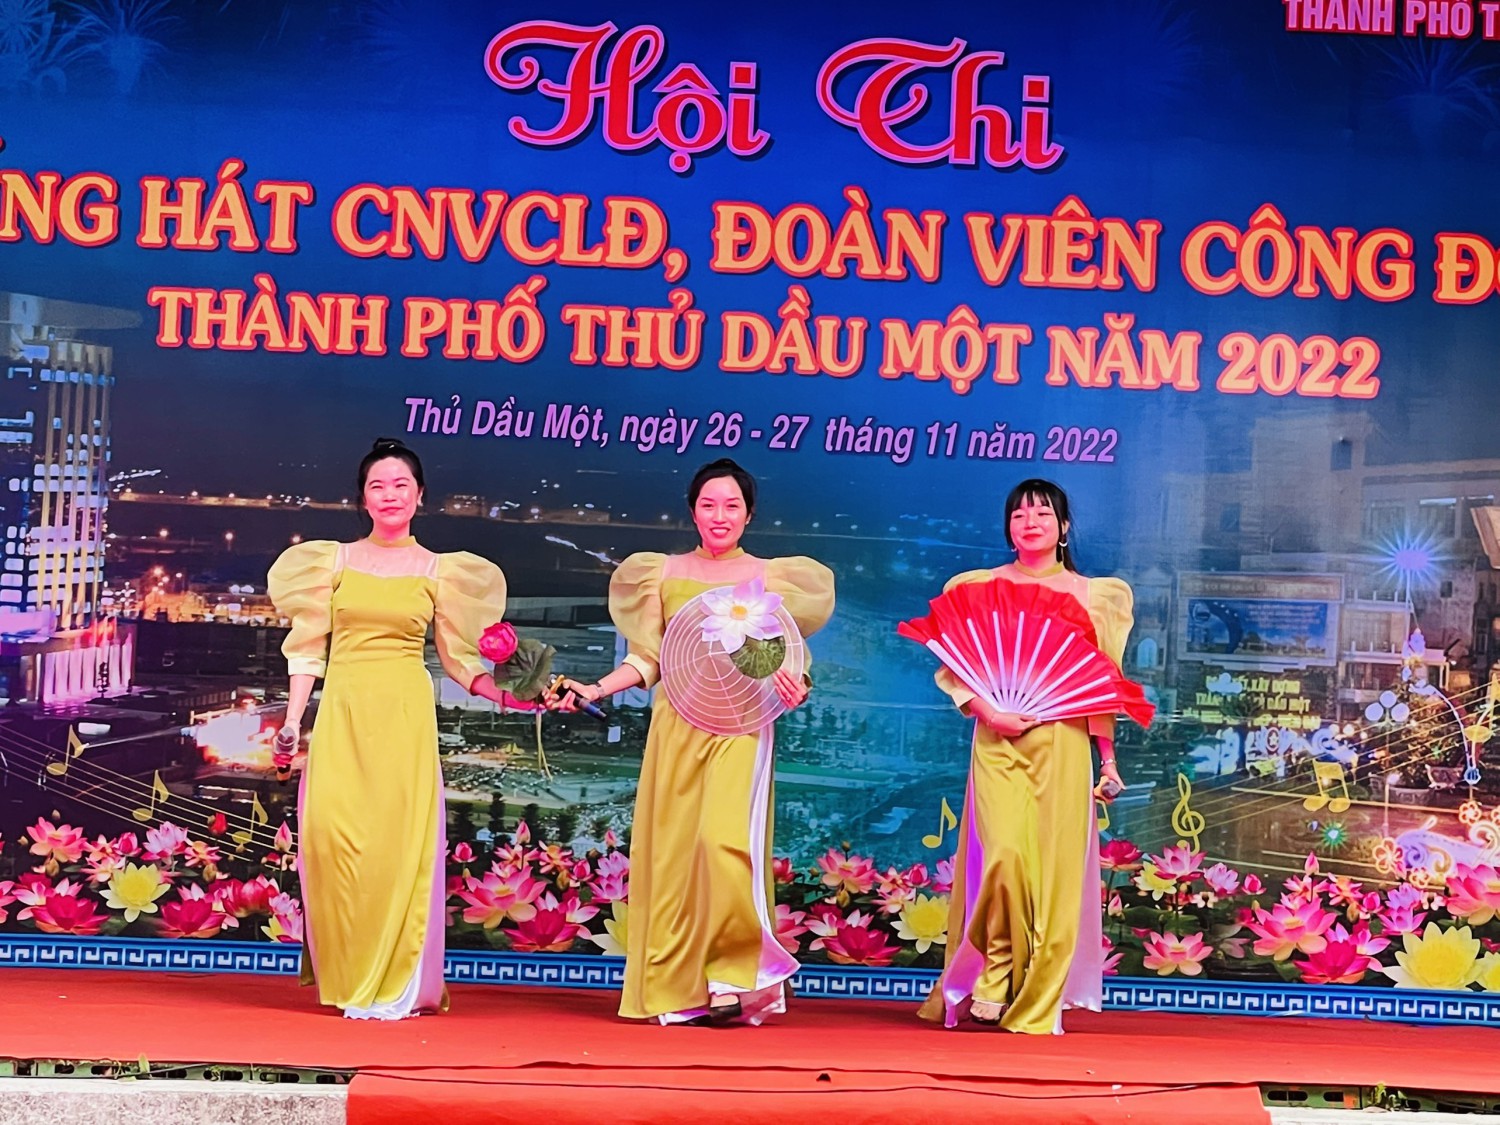 THÀNH PHỐ
Hội Thi
HÁT CNVCLĐ, ĐOÀN VIÊN CÔNG
THÀNH PHỐ THỦ DẦU MỘT NĂM 2022
Thủ Dầu Một, ngày 26 - 27 tháng 11 năm 2022